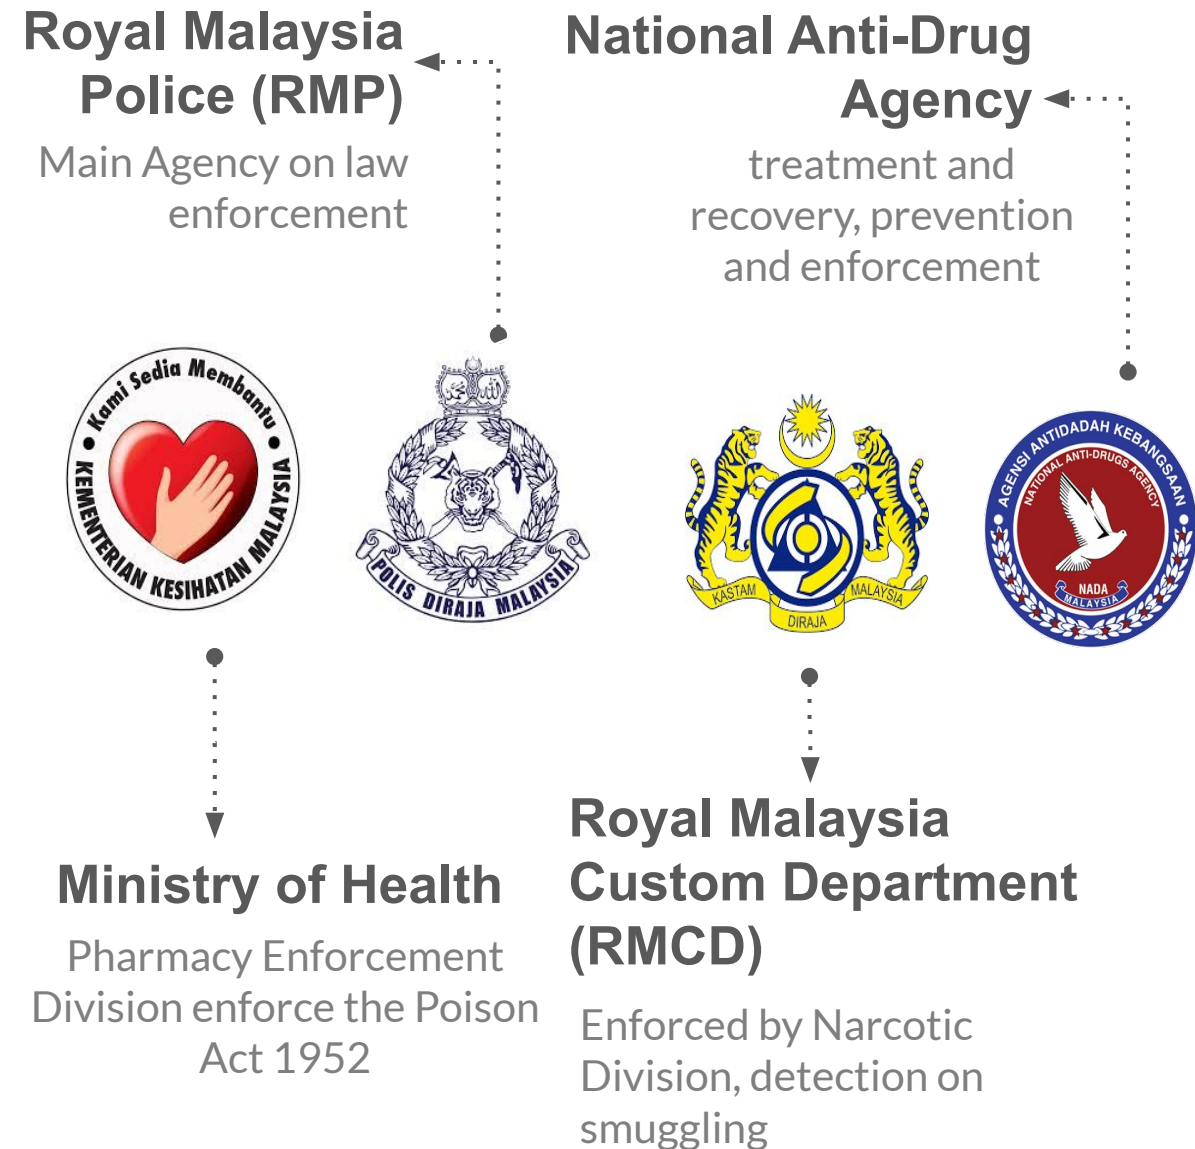 Royal Malaysia
Police (RMP)
Main Agency on law
enforcement
National Anti-Drug
Agency
treatment and
recovery, prevention
and enforcement
Kami Sedia Membantu
KEMENTERIAN KESIHATAN MALAYSIA
POLIS DIRAJA MALAYSIA
KASTAM
DIRAJA
MALAYSIA
AGENSI ANTIDADAH KEBANGSAAN
NATIONAL ANTI-DRUGS AGENCY
NADA
MALAYSIA
Ministry of Health
Pharmacy Enforcement
Division enforce the Poison
Act 1952
Royal Malaysia
Custom Department
(RMCD)
Enforced by Narcotic
Division, detection on
smuggling